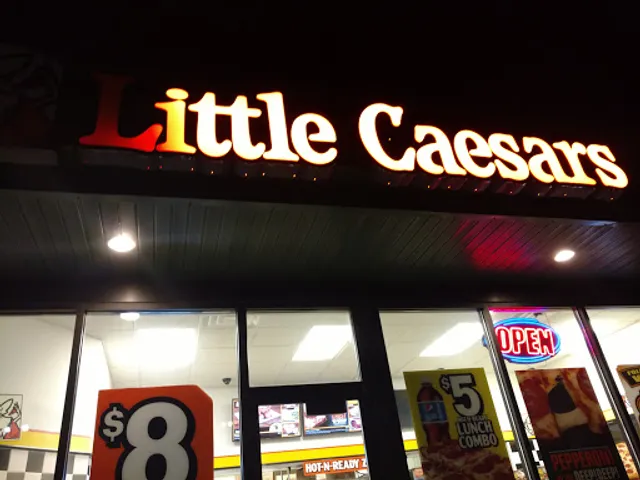 Little Caesars
OPEN
$8
$5
LUNCH
COMBO
HOT-N-READY
PEPPERONI